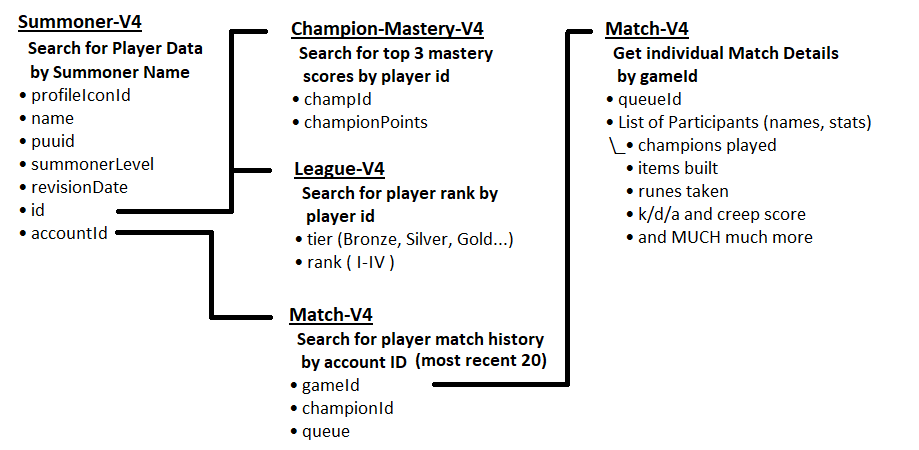 Summoner-V4
Search for Player Data
by Summoner Name
• profileIconId
• name
• puuid
• summonerLevel
• revisionDate
• id
• accountId
Champion-Mastery-V4
Search for top 3 mastery
scores by player id
• champId
• championPoints
League-V4
Search for player rank by
player id
• tier (Bronze, Silver, Gold...)
• rank ( I-IV )
Match-V4
Search for player match history
by account ID (most recent 20)
• gameId
• championId
• queue
Match-V4
Get individual Match Details
by gameId
• queueId
• List of Participants (names, stats)
\_• champions played
• items built
• runes taken
• k/d/a and creep score
• and MUCH much more